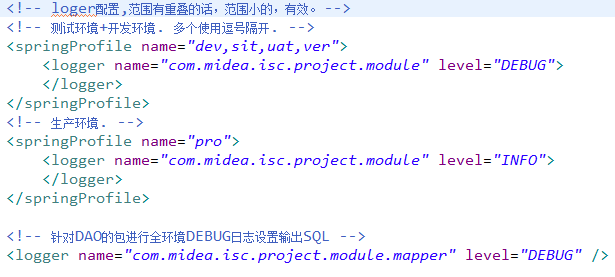 <!-- loger配置,范围有重叠的话，范围小的，有效。-->
<!-- 测试环境+开发环境. 多个使用逗号隔开. -->
<springProfile name="dev,sit,uat,ver">
<logger name="com.midea.isc.project.module" level="DEBUG">
</logger>
</springProfile>
<!-- 生产环境. -->
<springProfile name="pro">
<logger name="com.midea.isc.project.module" level="INFO">
</logger>
</springProfile>
<!-- 针对DAO的包进行全环境DEBUG日志设置输出SQL -->
<logger name="com.midea.isc.project.module.mapper" level="DEBUG" />